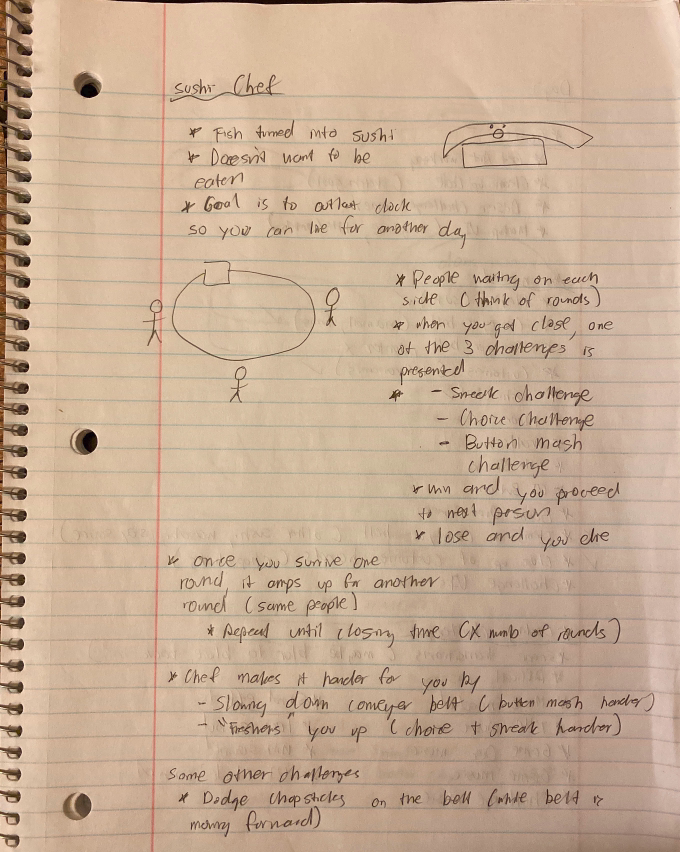 Sushi Chef
* Fish turned into sushi
* Doesn't want to be
eaten
* Goal is to outlast clock
so you can live for another day
* People waiting on each
side (think of rounds)
* when you get close, one
of the 3 challenges is
presented
* - Sneak challenge
- Choice challenge
- Button mash
challenge
* win and you proceed
to next person
* lose and you die
* once you survive one
round, it amps up for another
round (same people)
* Repeat until closing time (X numb of rounds)
* Chef makes it harder for you by
- Slowing down conveyer belt (button mash harder)
- "Freshens" you up (choice + sneak harder)
Some other challenges
* Dodge chopsticks on the belt (while belt is
moving forward)